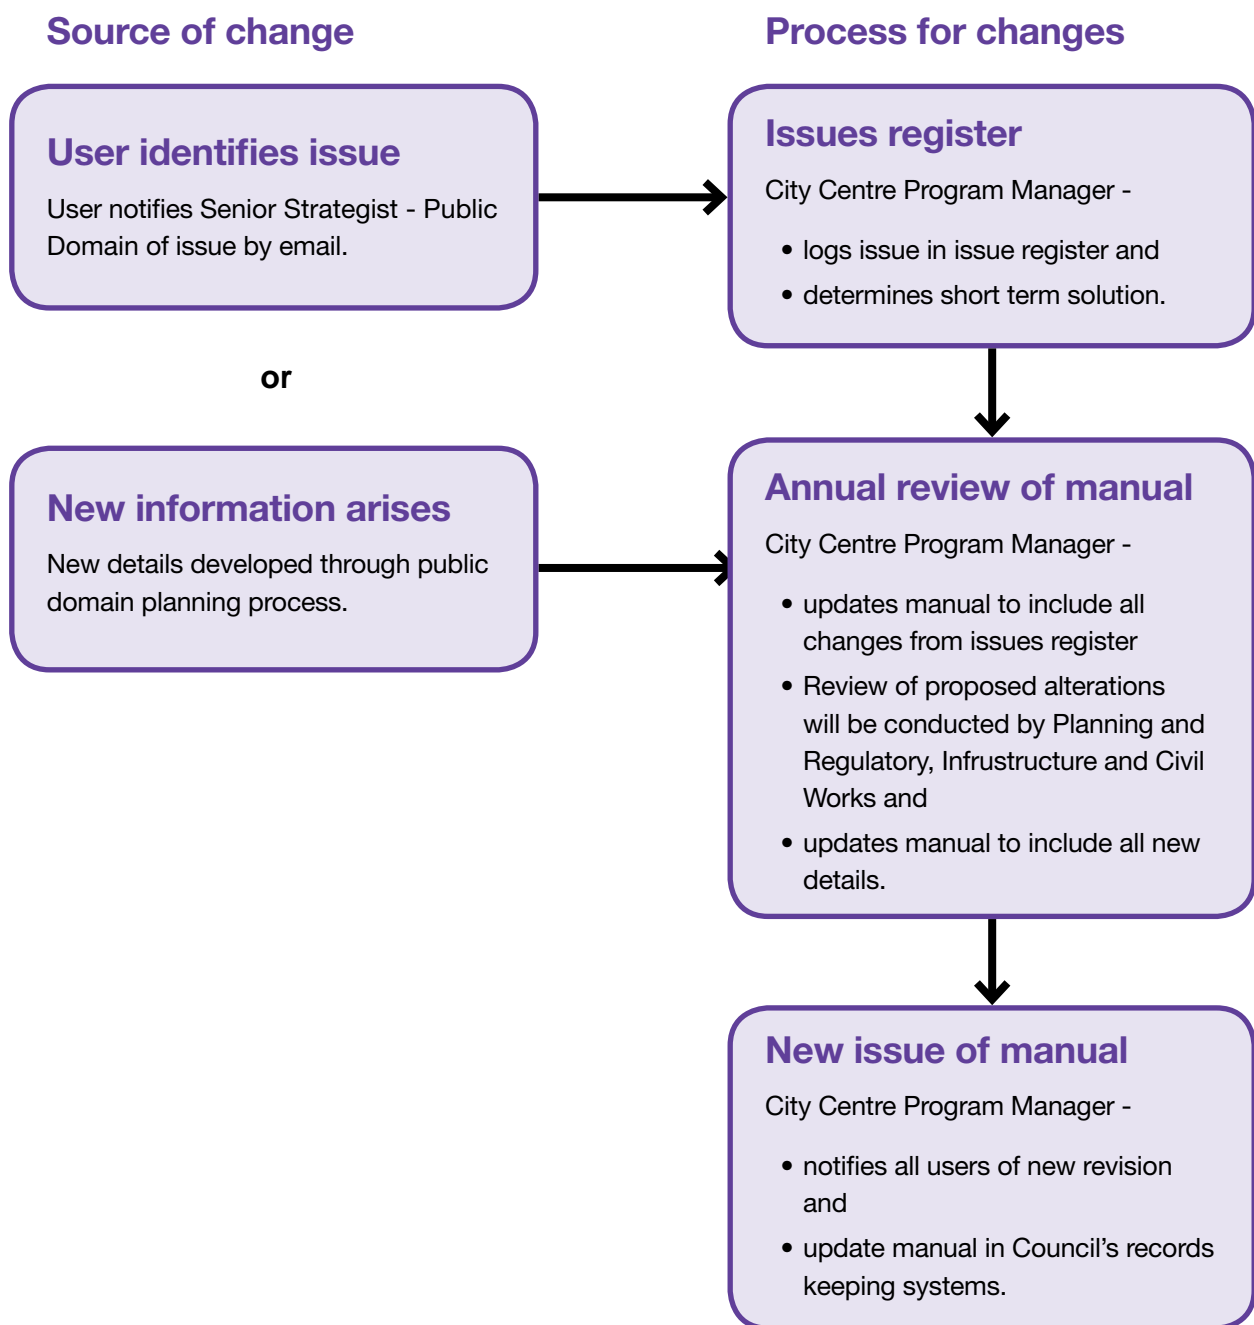 Source of change
User identifies issue
User notifies Senior Strategist - Public
Domain of issue by email.
or
New information arises
New details developed through public
domain planning process.
Process for changes
Issues register
City Centre Program Manager -
• logs issue in issue register and
• determines short term solution.
Annual review of manual
City Centre Program Manager -
• updates manual to include all
changes from issues register
• Review of proposed alterations
will be conducted by Planning and
Regulatory, Infrustructure and Civil
Works and
• updates manual to include all new
details.
New issue of manual
City Centre Program Manager -
• notifies all users of new revision
and
• update manual in Council’s records
keeping systems.